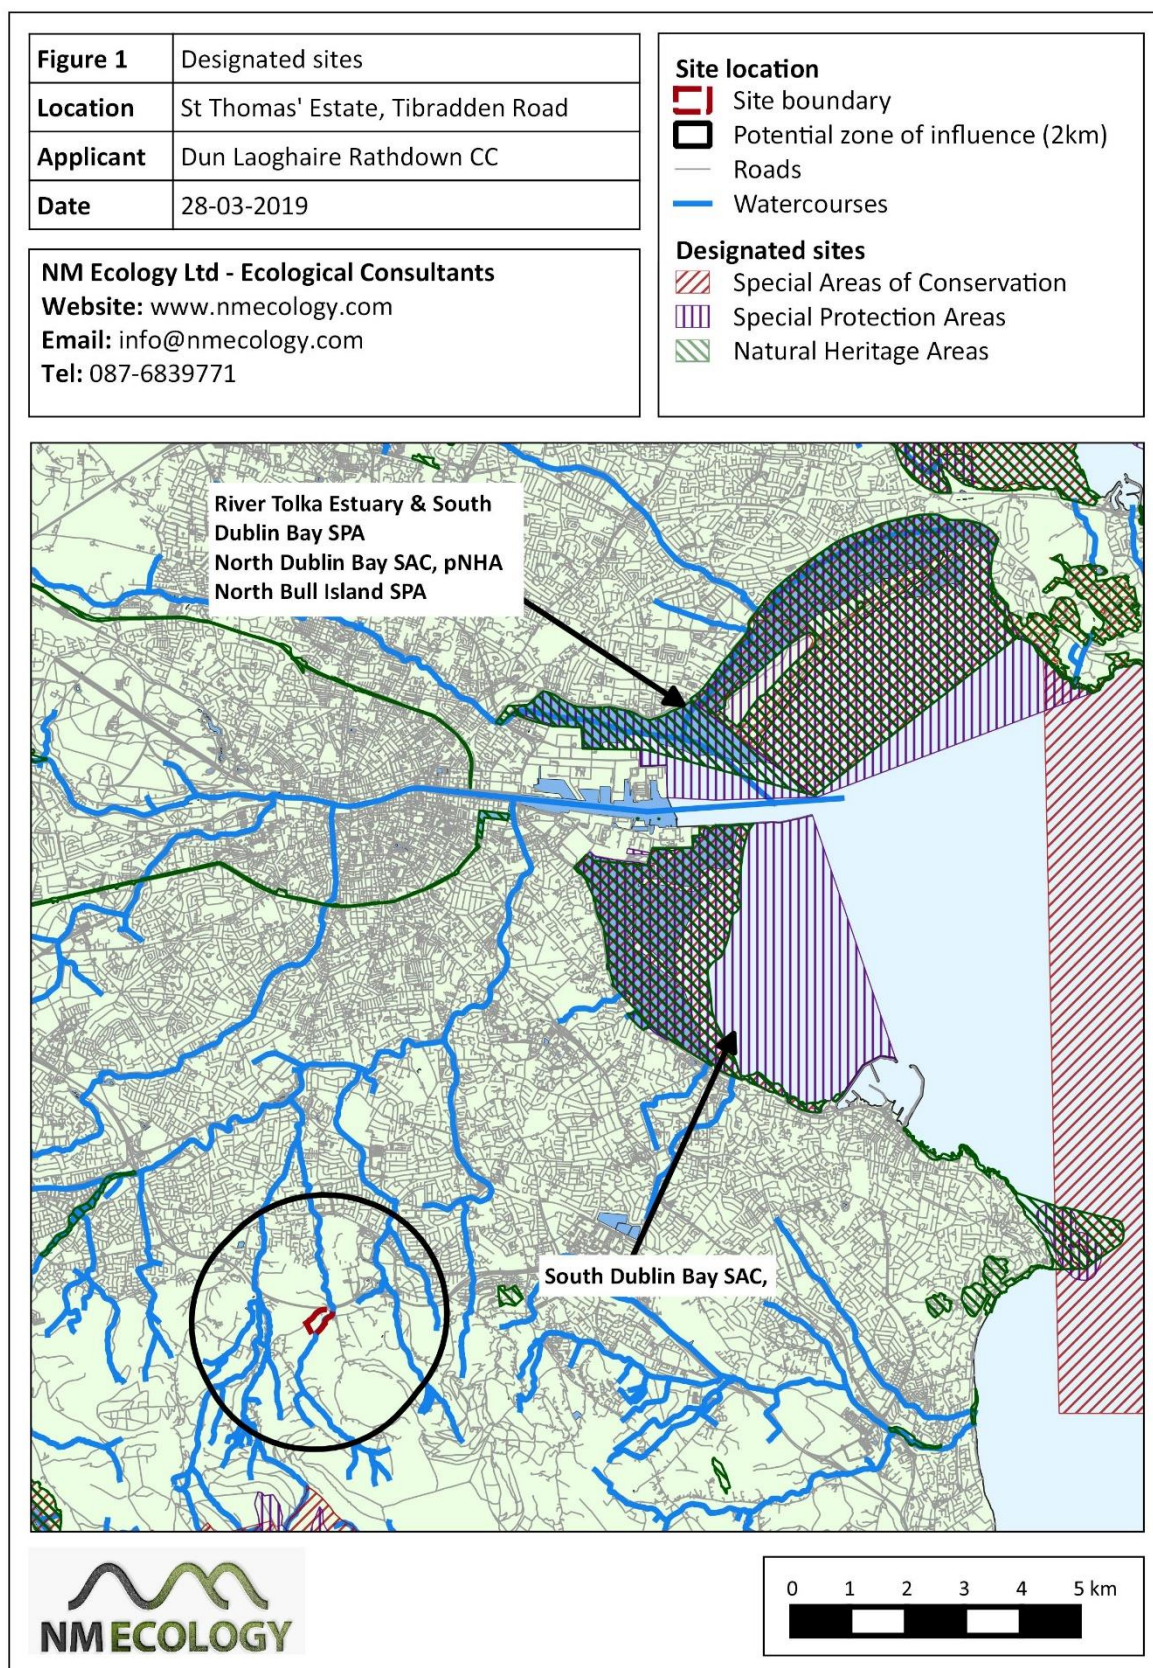 Figure 1 Designated sites
Location St Thomas' Estate, Tibradden Road
Applicant Dun Laoghaire Rathdown CC
Date 28-03-2019
NM Ecology Ltd - Ecological Consultants
Website: www.nmecology.com
Email: info@nmecology.com
Tel: 087-6839771
Site location
Site boundary
Potential zone of influence (2km)
Roads
Watercourses
Designated sites
Special Areas of Conservation
Special Protection Areas
Natural Heritage Areas
River Tolka Estuary & South
Dublin Bay SPA
North Dublin Bay SAC, pNHA
North Bull Island SPA
South Dublin Bay SAC,
NM ECOLOGY
0 1 2 3 4 5 km